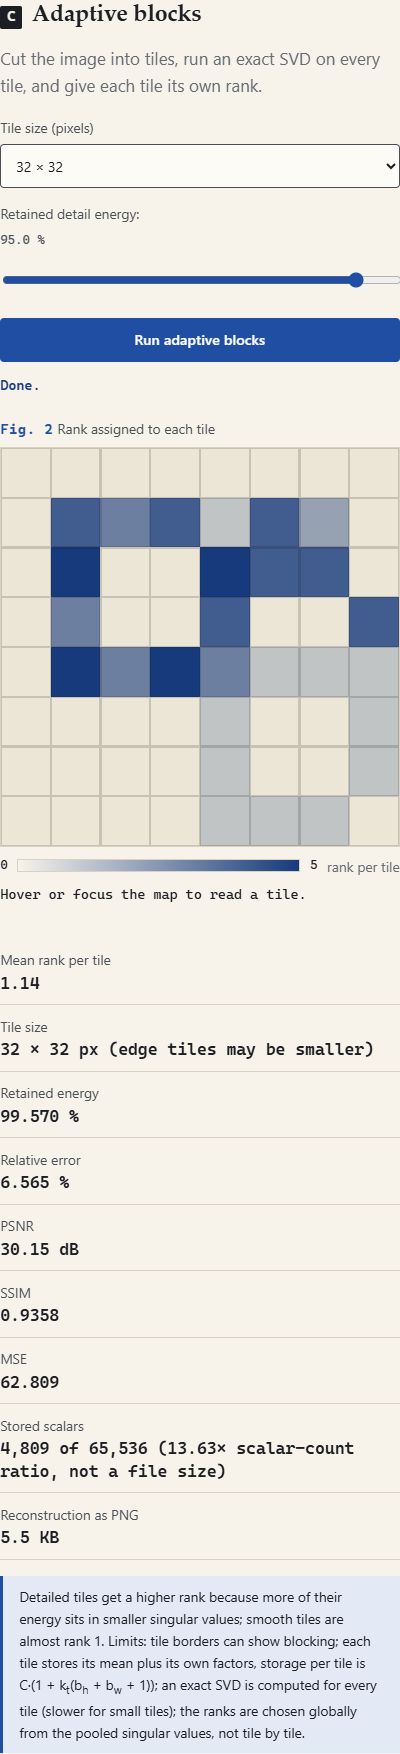 C Adaptive blocks
Cut the image into tiles, run an exact SVD on every
tile, and give each tile its own rank.
Tile size (pixels)
32 × 32
Retained detail energy:
95.0 %
Run adaptive blocks
Done.
Fig. 2 Rank assigned to each tile
0 5 rank per tile
Hover or focus the map to read a tile.
Mean rank per tile
1.14
Tile size
32 × 32 px (edge tiles may be smaller)
Retained energy
99.570 %
Relative error
6.565 %
PSNR
30.15 dB
SSIM
0.9358
MSE
62.809
Stored scalars
4,809 of 65,536 (13.63× scalar-count
ratio, not a file size)
Reconstruction as PNG
5.5 KB
Detailed tiles get a higher rank because more of their
energy sits in smaller singular values; smooth tiles are
almost rank 1. Limits: tile borders can show blocking; each
tile stores its mean plus its own factors, storage per tile is
C·(1 + kt(bh + bw + 1)); an exact SVD is computed for every
tile (slower for small tiles); the ranks are chosen globally
from the pooled singular values, not tile by tile.